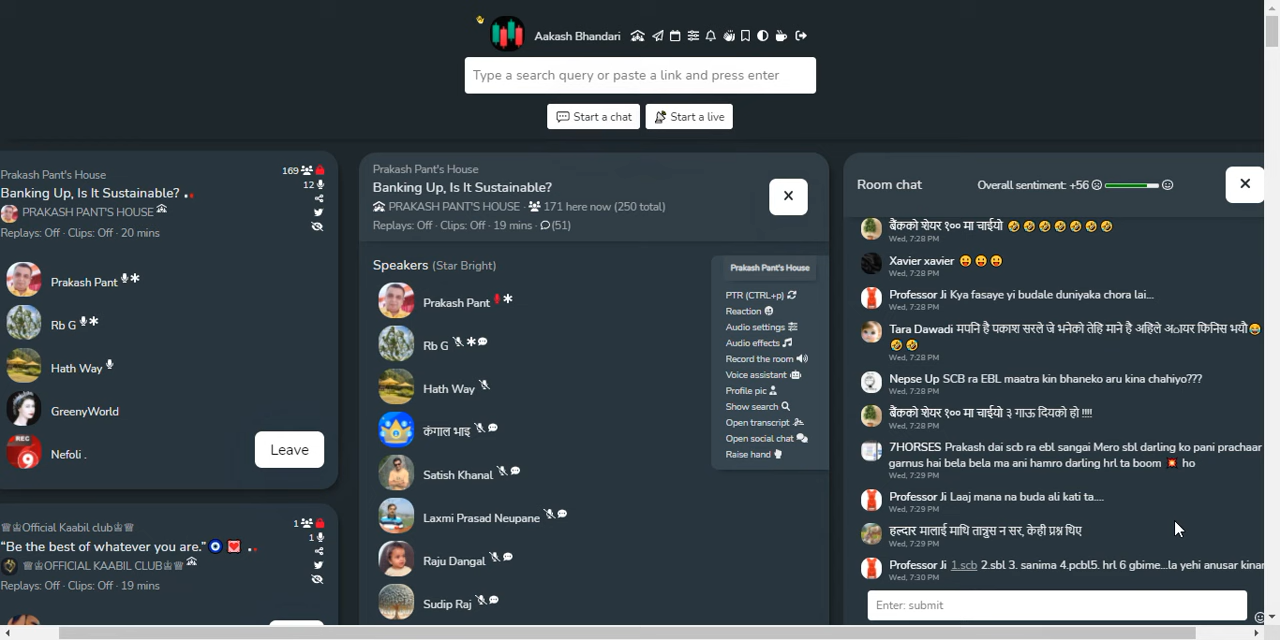 Aakash Bhandari
Type a search query or paste a link and press enter
Start a chat
Start a live
Prakash Pant's House
169
Banking Up, Is It Sustainable?
12
PRAKASH PANT'S HOUSE
Replays: Off · Clips: Off · 20 mins
Prakash Pant
Rb G
Hath Way
GreenyWorld
REC
Nefoli .
Leave
♕♔Official Kaabil club♔♕
1
“Be the best of whatever you are.”
1
♕♔OFFICIAL KAABIL CLUB♔♕
Replays: Off · Clips: Off · 19 mins
Prakash Pant's House
Banking Up, Is It Sustainable?
PRAKASH PANT'S HOUSE · 171 here now (250 total)
Replays: Off · Clips: Off · 19 mins · (51)
Speakers (Star Bright)
Prakash Pant
Rb G
Hath Way
कंगाल भाइ
Satish Khanal
Laxmi Prasad Neupane
Raju Dangal
Sudip Raj
Prakash Pant's House
PTR (CTRL+p)
Reaction
Audio settings
Audio effects
Record the room
Voice assistant
Profile pic
Show search
Open transcript
Open social chat
Raise hand
Room chat
Overall sentiment: +56
बैंकको शेयर १०० मा चाईयो 🤣 🤣 🤣 🤣 🤣 🤣 🤣
Wed, 7:28 PM
Xavier xavier 😛 😛 😛
Wed, 7:28 PM
Professor Ji Kya fasaye yi budale duniyaka chora lai...
Wed, 7:28 PM
Tara Dawadi मपनि है पकाश सरले जे भनेको तेहि माने है अहिले अायर फिनिस भयौ😂
🤣 🤣
Wed, 7:28 PM
Nepse Up SCB ra EBL maatra kin bhaneko aru kina chahiyo???
Wed, 7:28 PM
बैंकको शेयर १०० मा चाईयो ३ गाऊ दियको हो !!!!
Wed, 7:28 PM
7HORSES Prakash dai scb ra ebl sangai Mero sbl darling ko pani prachaar
garnus hai bela bela ma ani hamro darling hrl ta boom 💥 ho
Wed, 7:29 PM
Professor Ji Laaj mana na buda ali kati ta....
Wed, 7:29 PM
हल्दार मालाई माथि तान्नुस न सर, केही प्रश्न थिए
Wed, 7:29 PM
Professor Ji 1.scb 2.sbl 3. sanima 4.pcbl5. hrl 6 gbime...la yehi anusar kinar
Wed, 7:30 PM
Enter: submit